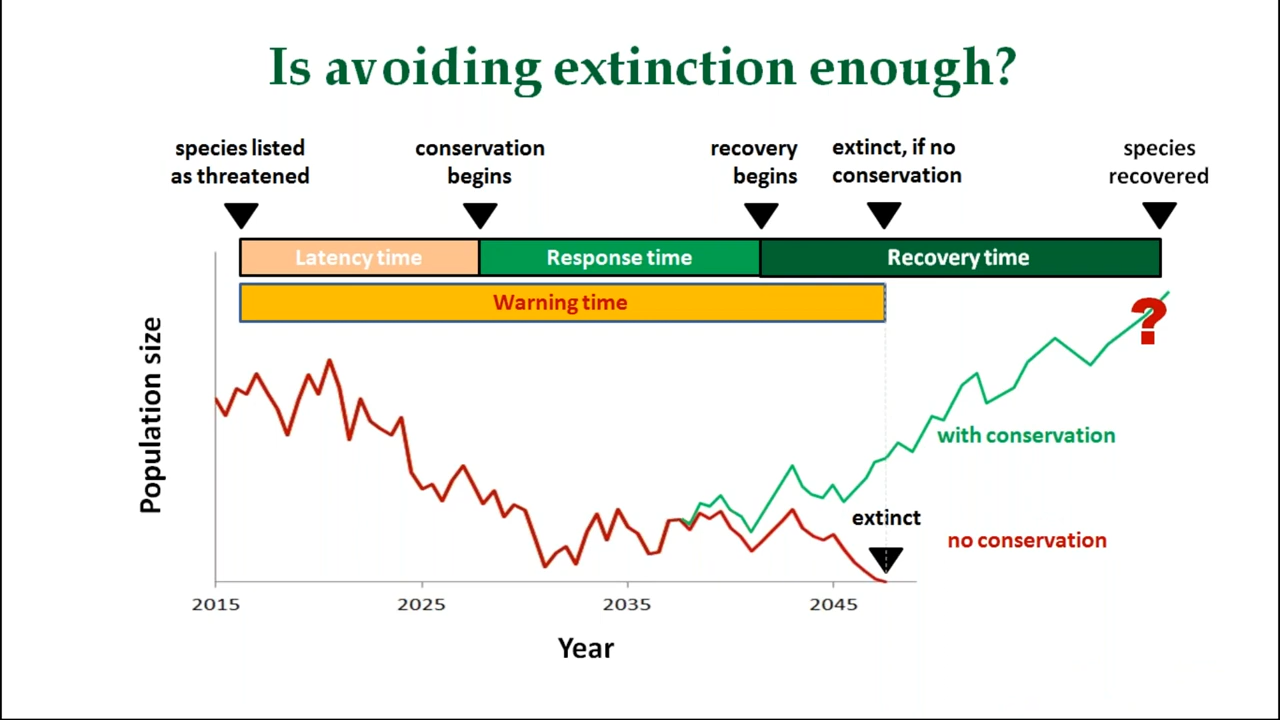 Is avoiding extinction enough?
species listed
as threatened
conservation
begins
recovery
begins
extinct, if no
conservation
species
recovered
Latency time
Response time
Recovery time
Warning time
?
Population size
with conservation
extinct
no conservation
2015
2025
2035
2045
Year